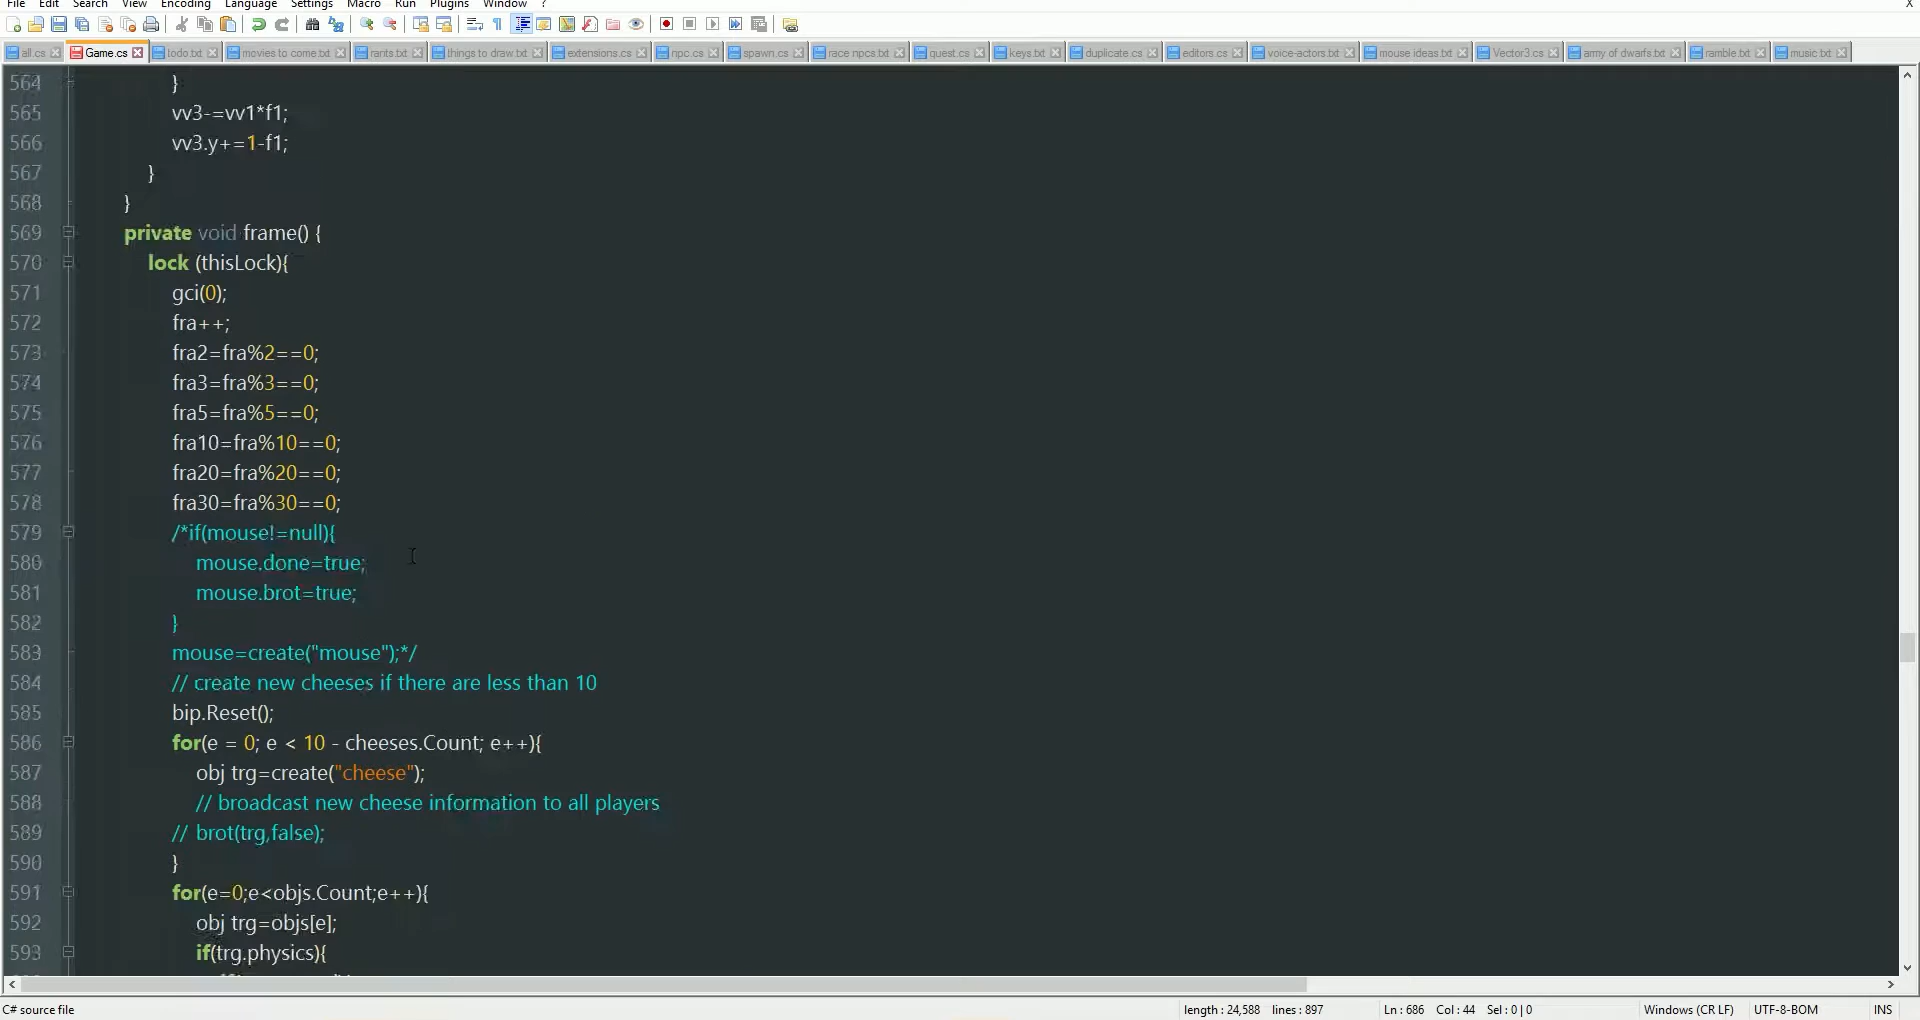 File Edit Search View Encoding Language Settings Macro Run Plugins Window ? X
all.cs Game.cs todo.txt movies to come.txt rants.txt things to draw.txt extensions.cs npc.cs spawn.cs race npcs.txt quest.cs keys.txt duplicate.cs editors.cs voice-actors.txt mouse ideas.txt Vector3.cs army of dwarfs.txt ramble.txt music.txt
564 }
565 vv3-=vv1*f1;
566 vv3.y+=1-f1;
567 }
568 }
569 private void frame() {
570 lock (thisLock){
571 gci(0);
572 fra++;
573 fra2=fra%2==0;
574 fra3=fra%3==0;
575 fra5=fra%5==0;
576 fra10=fra%10==0;
577 fra20=fra%20==0;
578 fra30=fra%30==0;
579 /*if(mouse!=null){
580 mouse.done=true;
581 mouse.brot=true;
582 }
583 mouse=create("mouse");*/
584 // create new cheeses if there are less than 10
585 bip.Reset();
586 for(e = 0; e < 10 - cheeses.Count; e++){
587 obj trg=create("cheese");
588 // broadcast new cheese information to all players
589 // brot(trg,false);
590 }
591 for(e=0;e<objs.Count;e++){
592 obj trg=objs[e];
593 if(trg.physics){
C# source file length : 24,588 lines : 897 Ln : 686 Col : 44 Sel : 0 | 0 Windows (CR LF) UTF-8-BOM INS